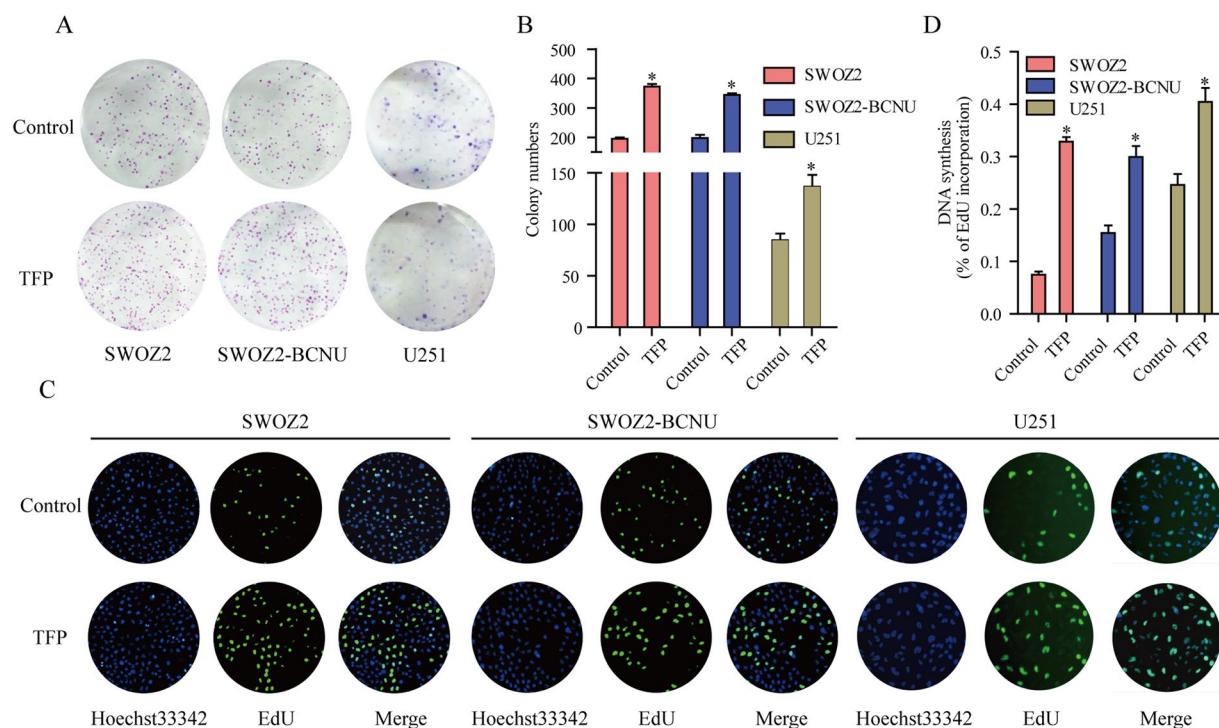 A
Control
TFP
SWOZ2 SWOZ2-BCNU U251
B
Colony numbers
500
400
300
200
150
100
50
0
* * *
SWOZ2
SWOZ2-BCNU
U251
Control TFP Control TFP Control TFP
D
DNA synthesis
(% of EdU incorporation)
0.5
0.4
0.3
0.2
0.1
0.0
SWOZ2
SWOZ2-BCNU
U251
* * *
Control TFP Control TFP Control TFP
C
SWOZ2 SWOZ2-BCNU U251
Control
TFP
Hoechst33342 EdU Merge Hoechst33342 EdU Merge Hoechst33342 EdU Merge